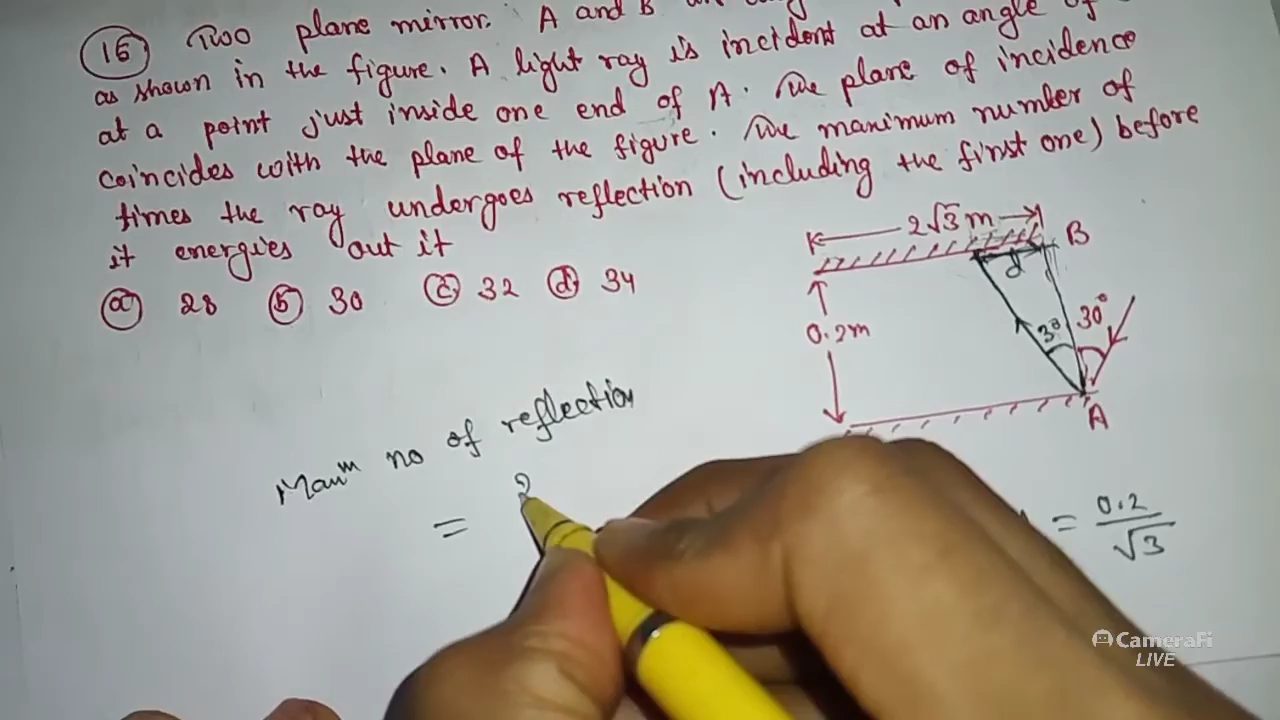 (16) Two plane mirror. A and B
as shown in the figure. A light ray is incident at an angle of
at a point just inside one end of A. The plane of incidence
coincides with the plane of the figure. The maximum number of
times the ray undergoes reflection (including the first one) before
it energies out it
(a) 28 (b) 30 (c) 32 (d) 34
2√3 m
B
d
0.2m
30°
30°
A
Maxᵐ no of reflection
= 2
= 0.2/√3
CameraFi
LIVE